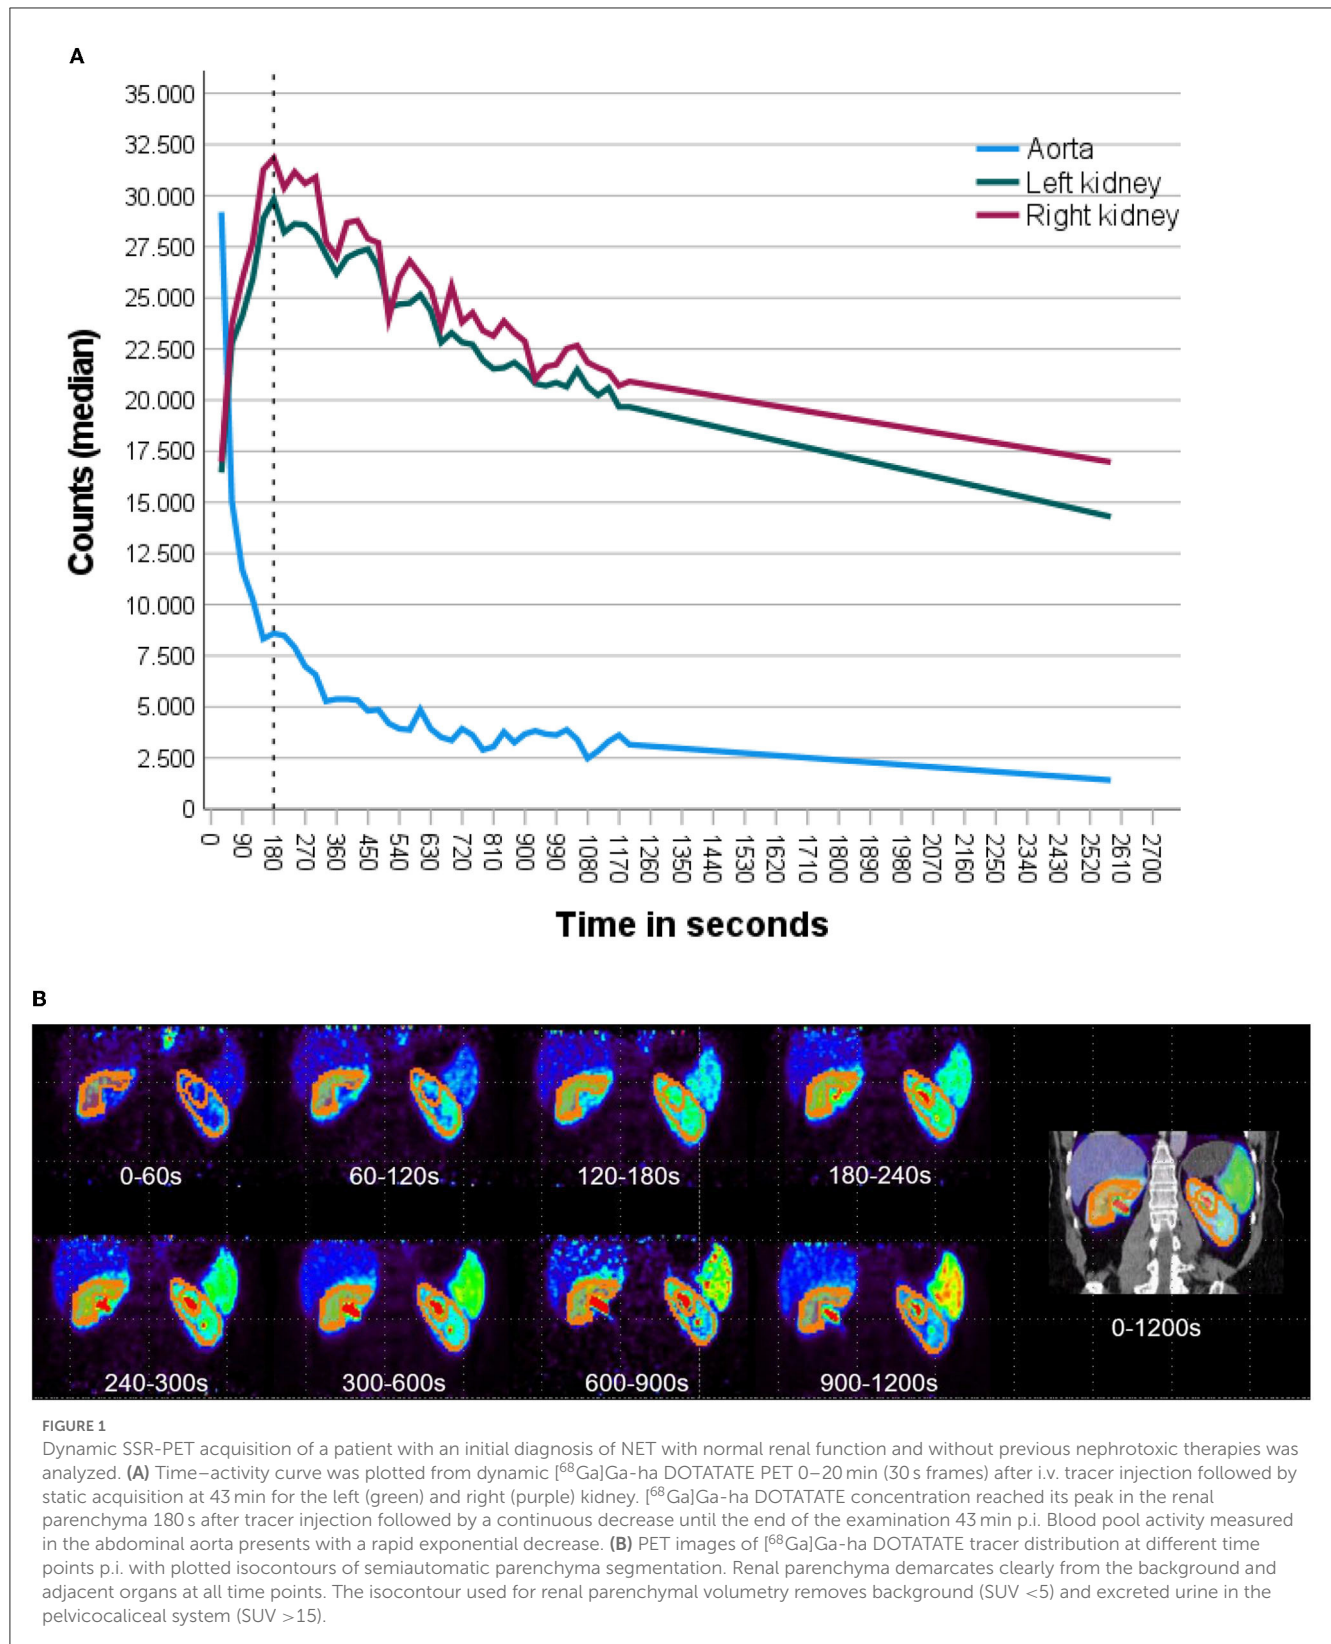 A
35.000
32.500
30.000
27.500
25.000
22.500
20.000
17.500
15.000
12.500
10.000
7.500
5.000
2.500
0
Counts (median)
Aorta
Left kidney
Right kidney
0 90 180 270 360 450 540 630 720 810 900 990 1080 1170 1260 1350 1440 1530 1620 1710 1800 1890 1980 2070 2160 2250 2340 2430 2520 2610 2700
Time in seconds
B
0-60s 60-120s 120-180s 180-240s
240-300s 300-600s 600-900s 900-1200s
0-1200s
FIGURE 1
Dynamic SSR-PET acquisition of a patient with an initial diagnosis of NET with normal renal function and without previous nephrotoxic therapies was
analyzed. (A) Time–activity curve was plotted from dynamic [⁶⁸Ga]Ga-ha DOTATATE PET 0–20 min (30 s frames) after i.v. tracer injection followed by
static acquisition at 43 min for the left (green) and right (purple) kidney. [⁶⁸Ga]Ga-ha DOTATATE concentration reached its peak in the renal
parenchyma 180 s after tracer injection followed by a continuous decrease until the end of the examination 43 min p.i. Blood pool activity measured
in the abdominal aorta presents with a rapid exponential decrease. (B) PET images of [⁶⁸Ga]Ga-ha DOTATATE tracer distribution at different time
points p.i. with plotted isocontours of semiautomatic parenchyma segmentation. Renal parenchyma demarcates clearly from the background and
adjacent organs at all time points. The isocontour used for renal parenchymal volumetry removes background (SUV <5) and excreted urine in the
pelvicocaliceal system (SUV >15).